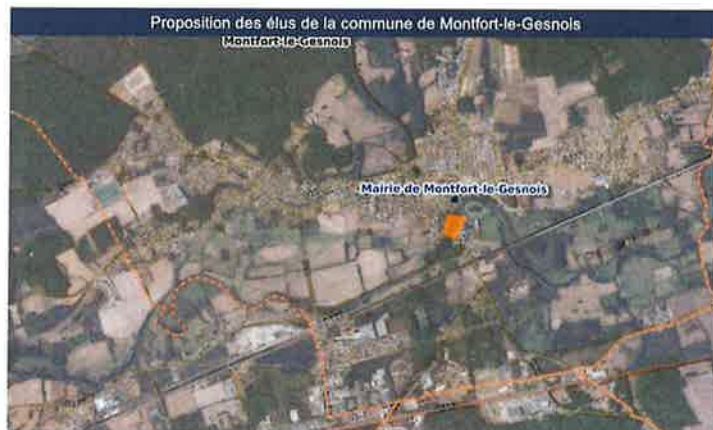 Proposition des élus de la commune de Montfort-le-Gesnois
Montfort-le-Gesnois
Mairie de Montfort-le-Gesnois